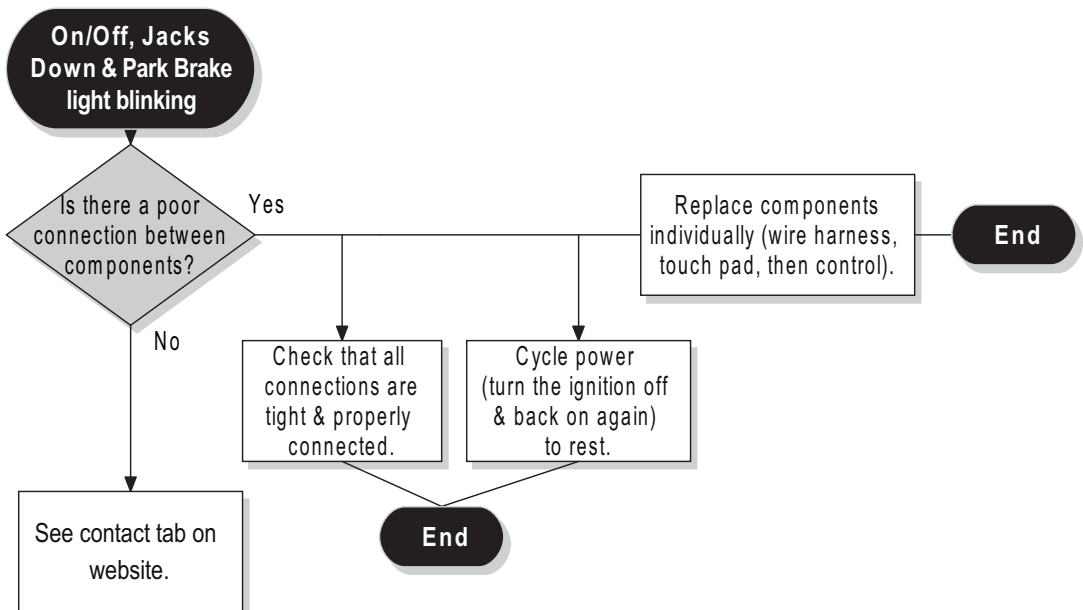 On/Off, Jacks
Down & Park Brake
light blinking
Is there a poor
connection between
components?
Yes
No
Replace components
individually (wire harness,
touch pad, then control).
End
Check that all
connections are
tight & properly
connected.
Cycle power
(turn the ignition off
& back on again)
to rest.
End
See contact tab on
website.